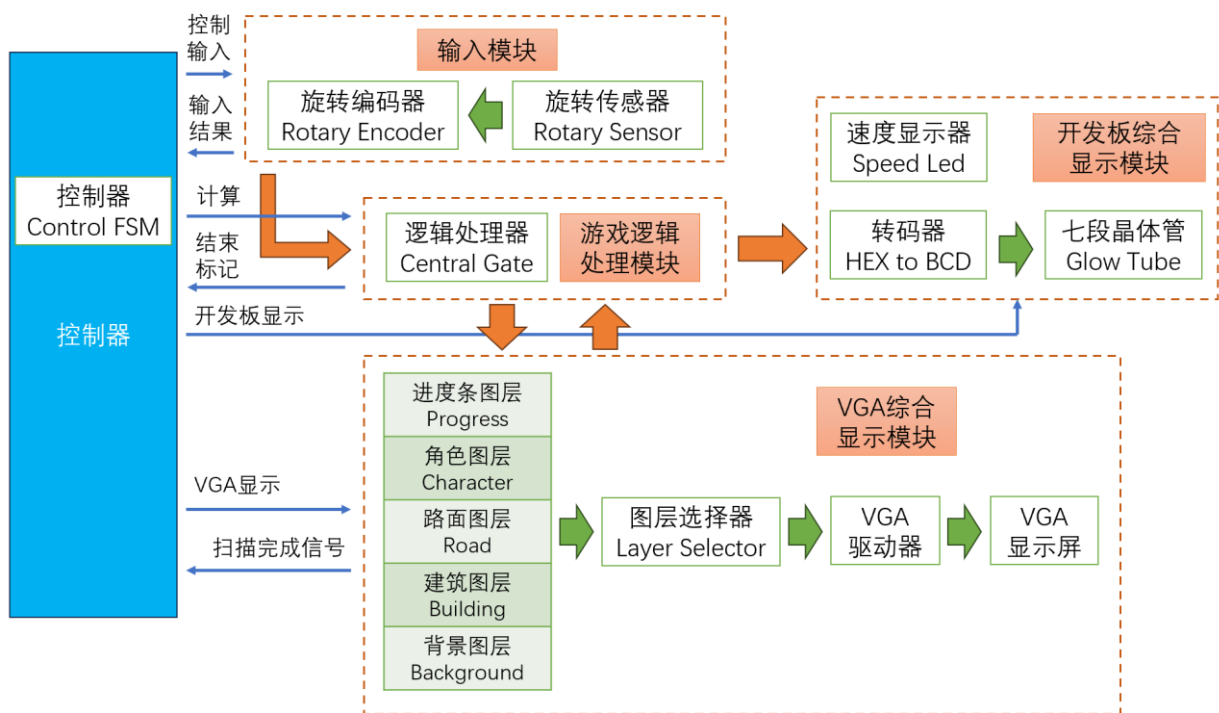 控制
输入
输入
结果
控制器
Control FSM
控制器
计算
结束
标记
开发板显示
VGA显示
扫描完成信号
输入模块
旋转编码器
Rotary Encoder
旋转传感器
Rotary Sensor
逻辑处理器
Central Gate
游戏逻辑
处理模块
速度显示器
Speed Led
开发板综合
显示模块
转码器
HEX to BCD
七段晶体管
Glow Tube
进度条图层
Progress
角色图层
Character
路面图层
Road
建筑图层
Building
背景图层
Background
VGA综合
显示模块
图层选择器
Layer Selector
VGA
驱动器
VGA
显示屏